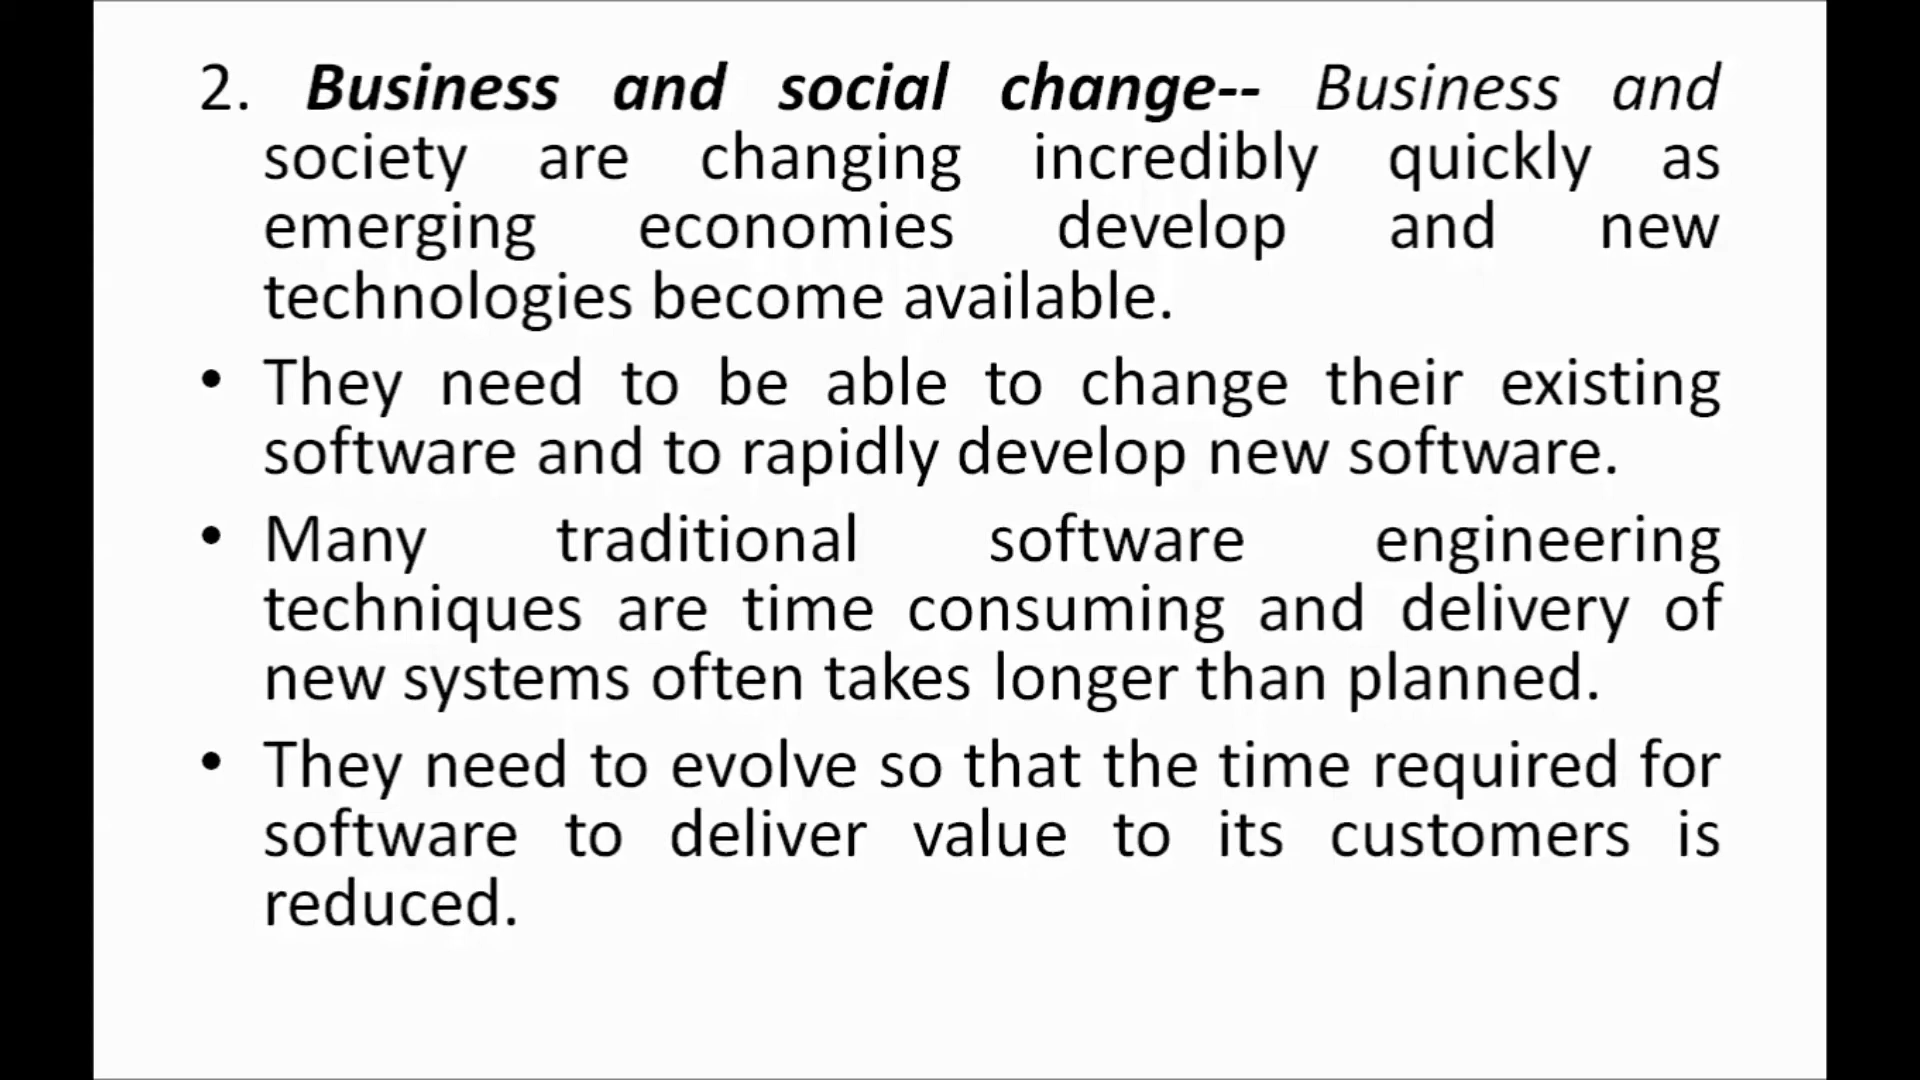 2. Business and social change-- Business and
society are changing incredibly quickly as
emerging economies develop and new
technologies become available.
• They need to be able to change their existing
software and to rapidly develop new software.
• Many traditional software engineering
techniques are time consuming and delivery of
new systems often takes longer than planned.
• They need to evolve so that the time required for
software to deliver value to its customers is
reduced.